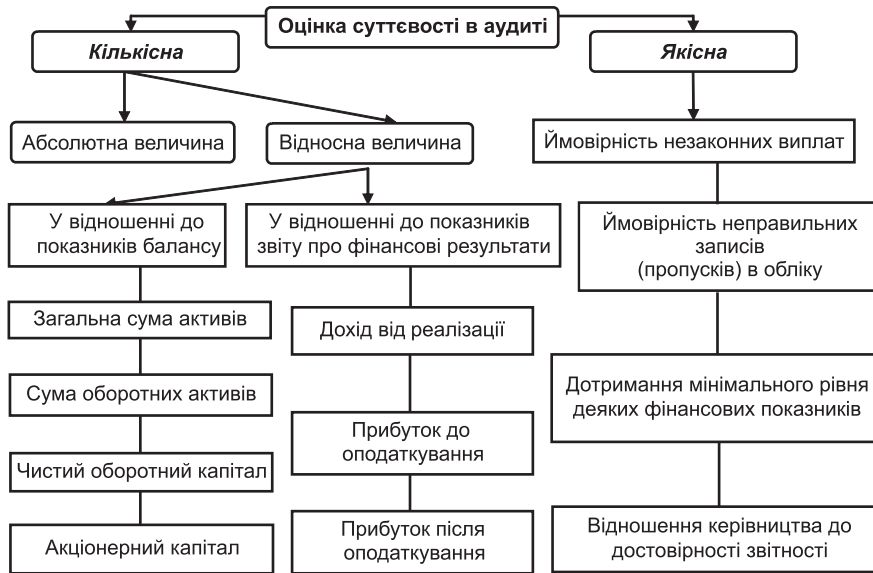 Оцінка суттєвості в аудиті
Кількісна
Якісна
Абсолютна величина
Відносна величина
Ймовірність незаконних виплат
У відношенні до
показників балансу
У відношенні до показників
звіту про фінансові результати
Ймовірність неправильних
записів
(пропусків) в обліку
Загальна сума активів
Дохід від реалізації
Дотримання мінімального рівня
деяких фінансових показників
Сума оборотних активів
Прибуток до
оподаткування
Чистий оборотний капітал
Акціонерний капітал
Прибуток після
оподаткування
Відношення керівництва до
достовірності звітності